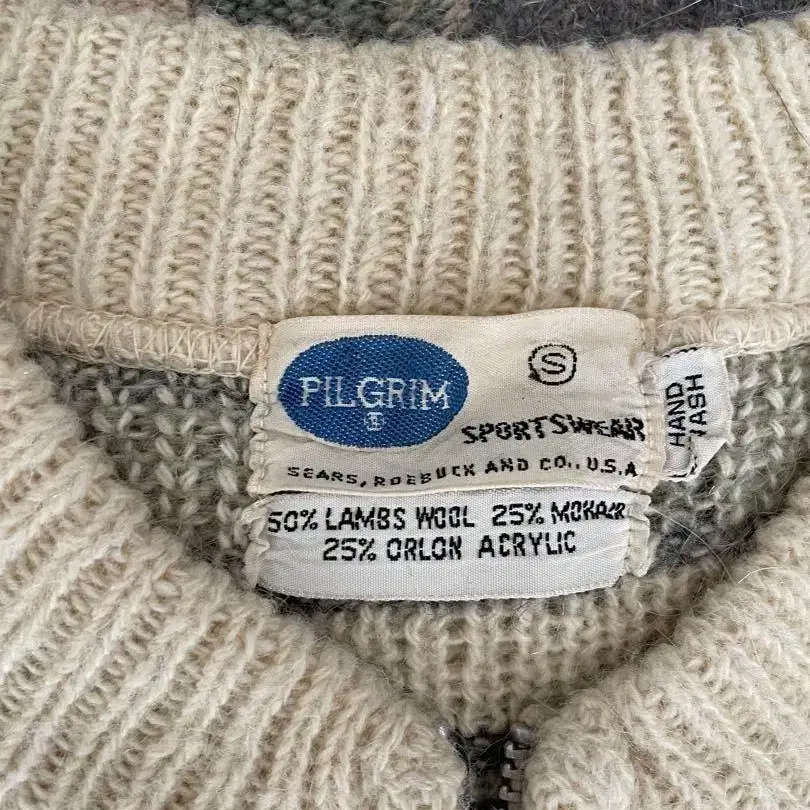 PILGRIM
®
S
SPORTSWEAR
SEARS, ROEBUCK AND CO., U.S.A
50% LAMBS WOOL 25% MOHAIR
25% ORLON ACRYLIC
HAND
WASH